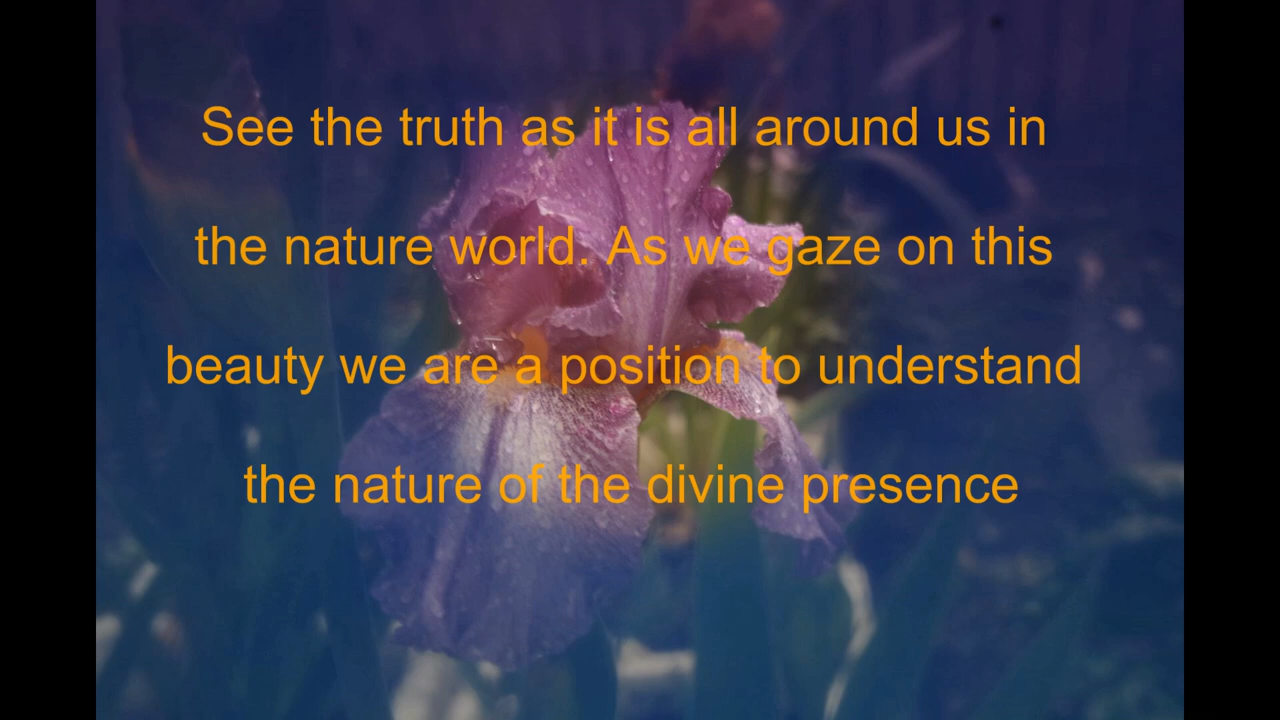 See the truth as it is all around us in
the nature world. As we gaze on this
beauty we are a position to understand
the nature of the divine presence